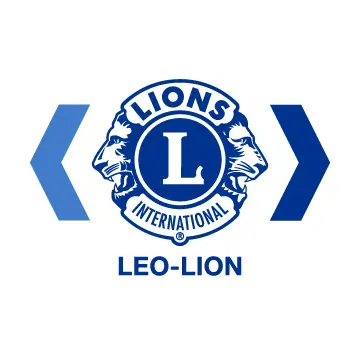 LIONS
L
INTERNATIONAL
®
LEO-LION